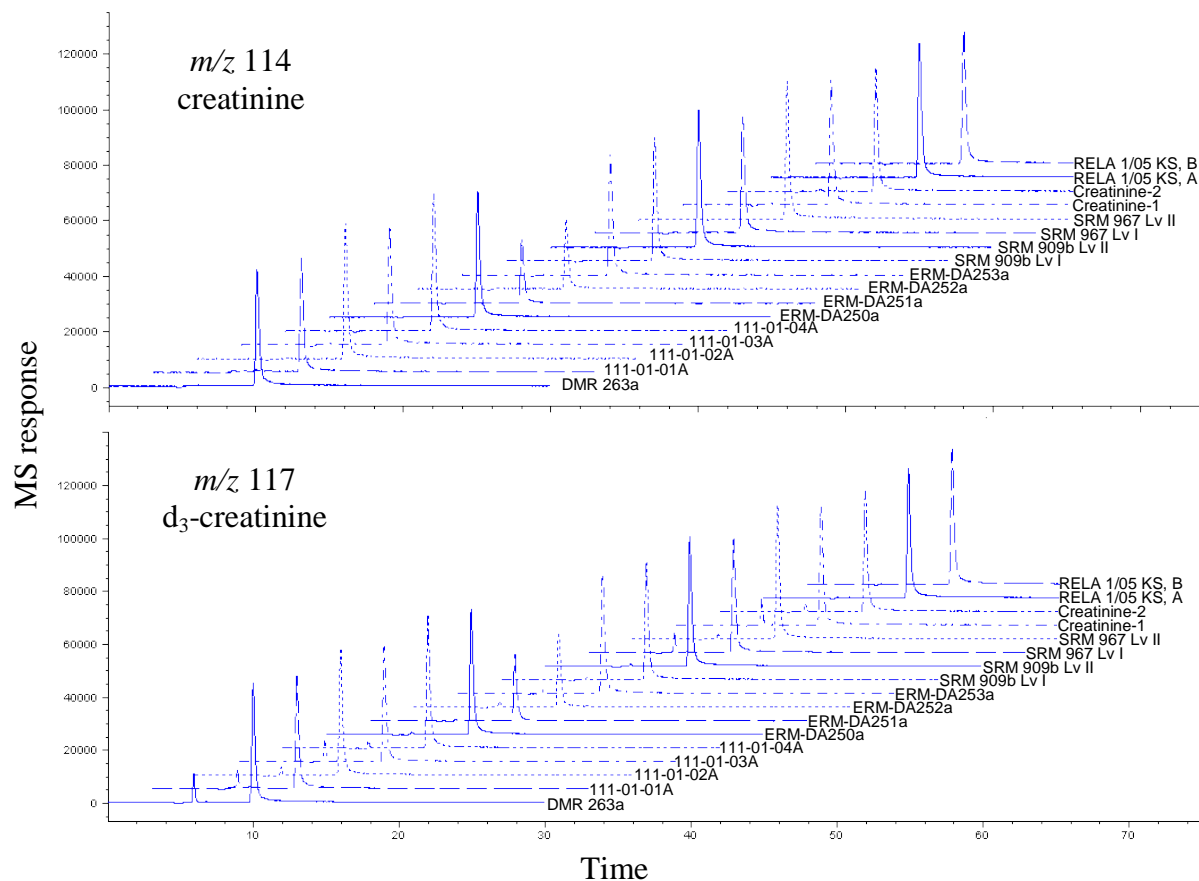 m/z 114
creatinine
120000
100000
80000
60000
40000
20000
0
RELA 1/05 KS, B
RELA 1/05 KS, A
Creatinine-2
Creatinine-1
SRM 967 Lv II
SRM 967 Lv I
SRM 909b Lv II
SRM 909b Lv I
ERM-DA253a
ERM-DA252a
ERM-DA251a
ERM-DA250a
111-01-04A
111-01-03A
111-01-02A
111-01-01A
DMR 263a
MS response
m/z 117
d₃-creatinine
120000
100000
80000
60000
40000
20000
0
RELA 1/05 KS, B
RELA 1/05 KS, A
Creatinine-2
Creatinine-1
SRM 967 Lv II
SRM 967 Lv I
SRM 909b Lv II
SRM 909b Lv I
ERM-DA253a
ERM-DA252a
ERM-DA251a
ERM-DA250a
111-01-04A
111-01-03A
111-01-02A
111-01-01A
DMR 263a
10 20 30 40 50 60 70
Time